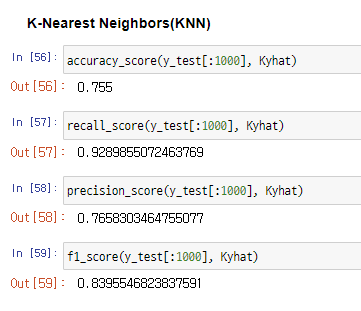 K-Nearest Neighbors(KNN)
In [56]: accuracy_score(y_test[:1000], Kyhat)
Out[56]: 0.755
In [57]: recall_score(y_test[:1000], Kyhat)
Out[57]: 0.9289855072463769
In [58]: precision_score(y_test[:1000], Kyhat)
Out[58]: 0.7658303464755077
In [59]: f1_score(y_test[:1000], Kyhat)
Out[59]: 0.8395546823837591